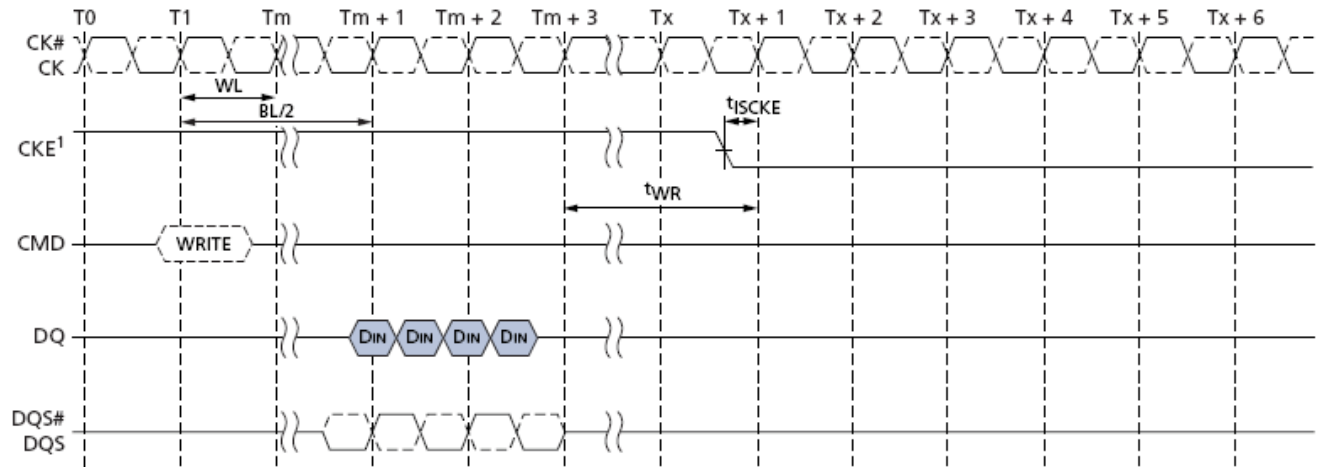 T0 T1 Tm Tm + 1 Tm + 2 Tm + 3 Tx Tx + 1 Tx + 2 Tx + 3 Tx + 4 Tx + 5 Tx + 6
CK#
CK
WL
BL/2
tISCKE
CKE1
tWR
CMD WRITE
DQ DIN DIN DIN DIN
DQS#
DQS